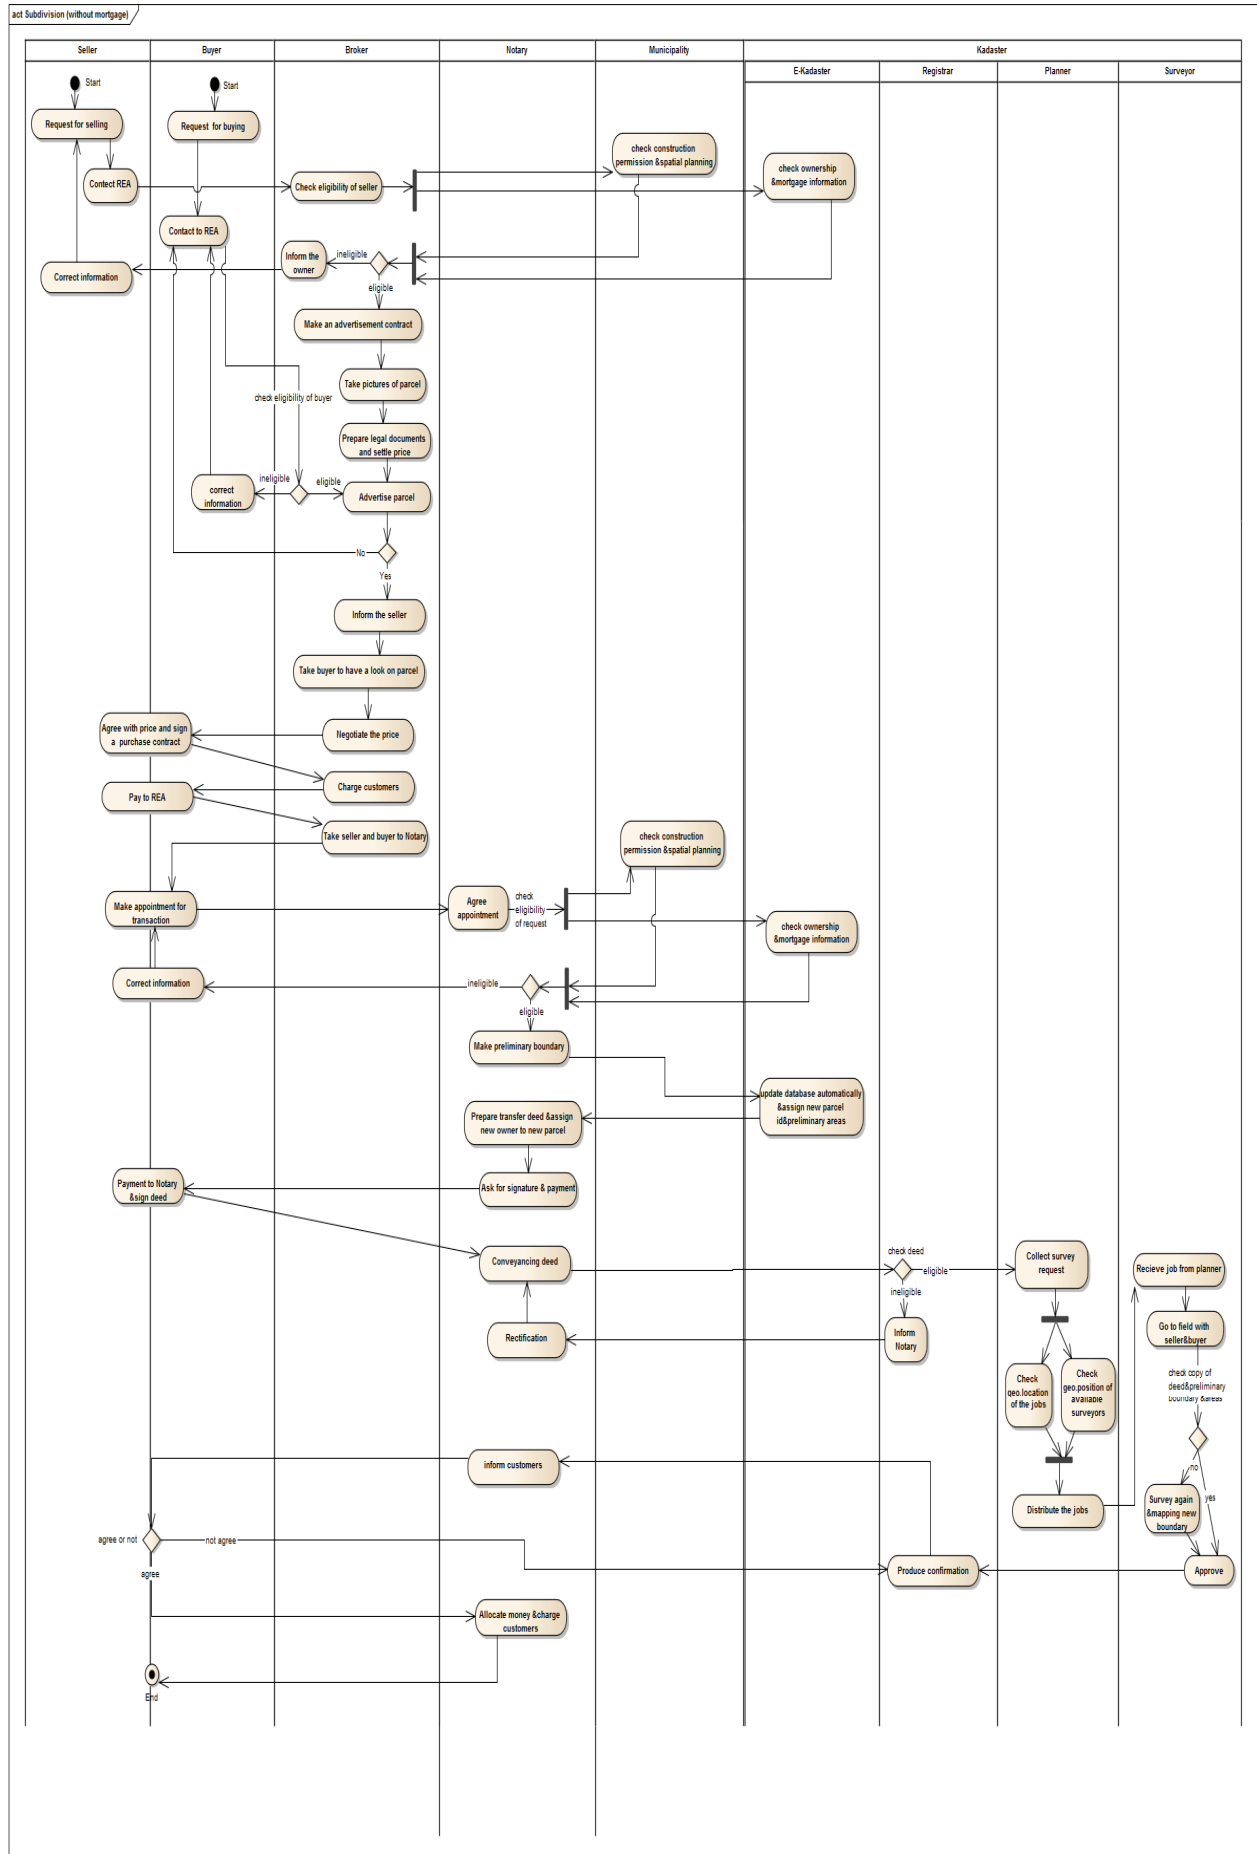 act Subdivision (without mortgage)
Seller
Buyer
Broker
Notary
Municipality
Kadaster
E-Kadaster
Registrar
Planner
Surveyor
Start
Start
Request for selling
Request for buying
check construction
permission &spatial planning
Contect REA
Check eligibility of seller
check ownership
&mortgage information
Contact to REA
Inform the
owner
ineligible
Correct information
eligible
Make an advertisement contract
Take pictures of parcel
check eligibility of buyer
Prepare legal documents
and settle price
ineligible
eligible
correct
information
Advertise parcel
No
Yes
Inform the seller
Take buyer to have a look on parcel
Agree with price and sign
a purchase contract
Negotiate the price
Charge customers
Pay to REA
Take seller and buyer to Notary
check construction
permission &spatial planning
Make appointment for
transaction
Agree
appointment
check
eligibility
of request
check ownership
&mortgage information
Correct information
ineligible
eligible
Make preliminary boundary
update database automatically
&assign new parcel
id&preliminary areas
Prepare transfer deed &assign
new owner to new parcel
Payment to Notary
&sign deed
Ask for signature & payment
Conveyancing deed
check deed
eligible
ineligible
Collect survey
request
Recieve job from planner
Rectification
Inform
Notary
Go to field with
seller&buyer
Check
geo.location
of the jobs
Check
geo.position of
available
surveyors
check copy of
deed&preliminary
boundary &areas
inform customers
no
yes
Distribute the jobs
Survey again
&mapping new
boundary
agree or not
not agree
agree
Produce confirmation
Approve
Allocate money &charge
customers
End